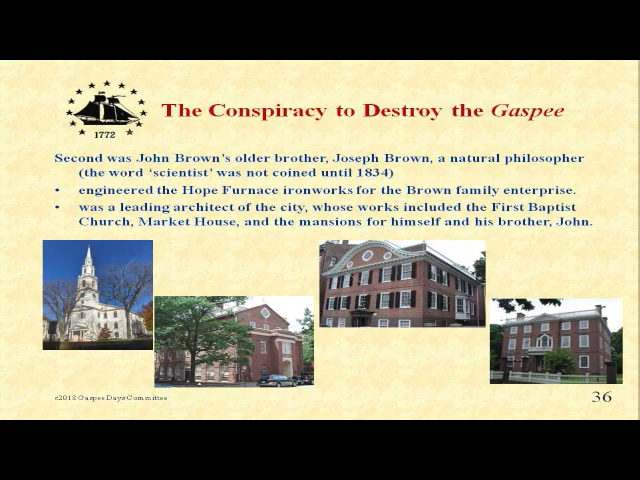 1772
The Conspiracy to Destroy the Gaspee
Second was John Brown's older brother, Joseph Brown, a natural philosopher
(the word 'scientist' was not coined until 1834)
• engineered the Hope Furnace ironworks for the Brown family enterprise.
• was a leading architect of the city, whose works included the First Baptist
Church, Market House, and the mansions for himself and his brother, John.
c2018 Gaspee Days Committee
36